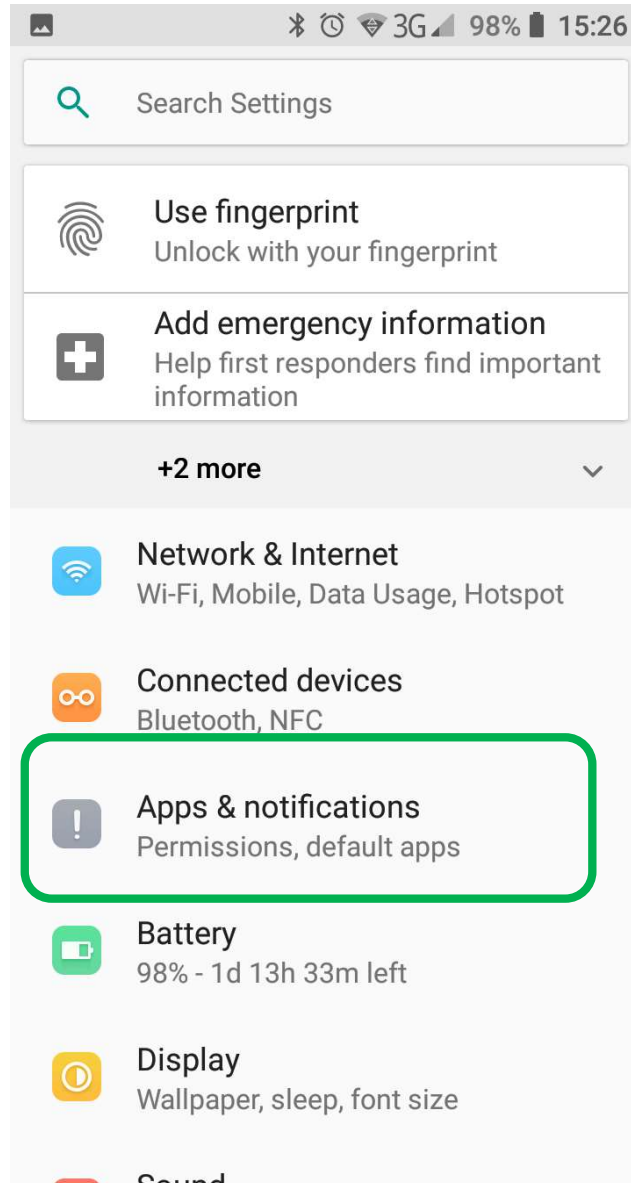 3G 98% 15:26
Search Settings
Use fingerprint
Unlock with your fingerprint
Add emergency information
Help first responders find important
information
+2 more
Network & Internet
Wi-Fi, Mobile, Data Usage, Hotspot
Connected devices
Bluetooth, NFC
Apps & notifications
Permissions, default apps
Battery
98% - 1d 13h 33m left
Display
Wallpaper, sleep, font size
Sound